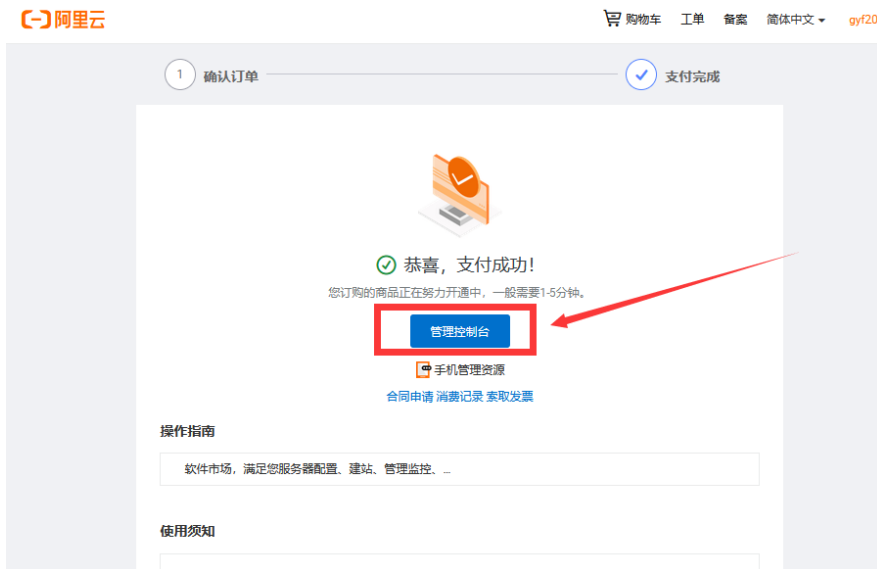 阿里云
购物车 工单 备案 简体中文 gyf20
1 确认订单 支付完成
恭喜，支付成功！
您订购的商品正在努力开通中，一般需要1-5分钟。
管理控制台
手机管理资源
合同申请 消费记录 索取发票
操作指南
软件市场，满足您服务器配置、建站、管理监控、...
使用须知